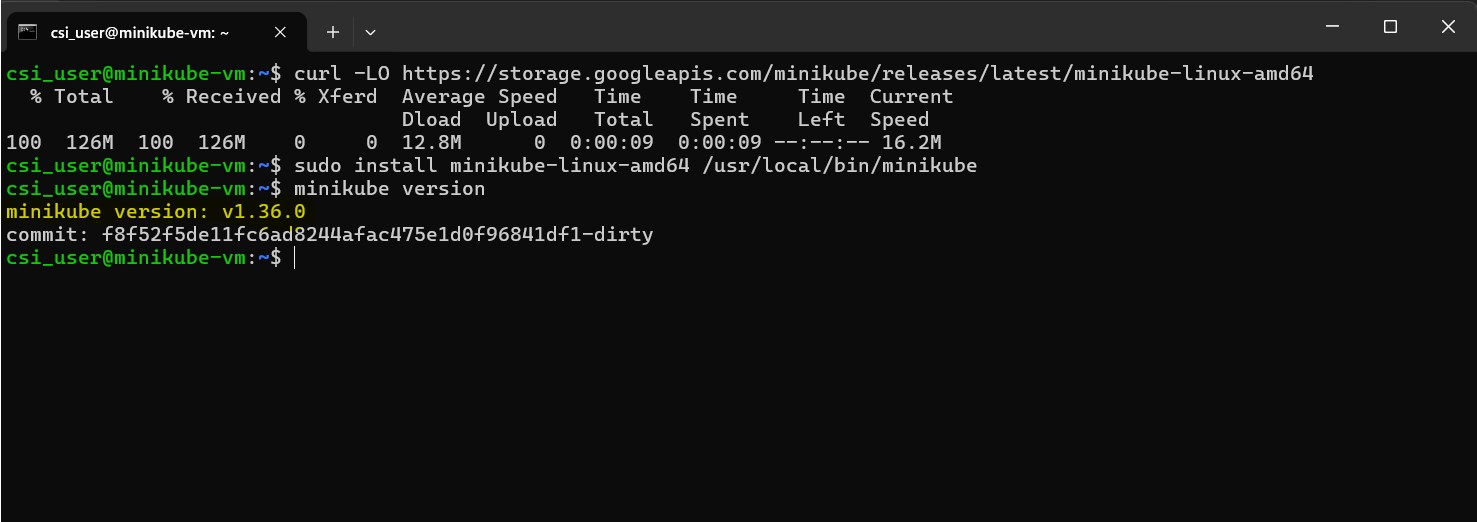 csi_user@minikube-vm: ~
csi_user@minikube-vm:~$ curl -LO https://storage.googleapis.com/minikube/releases/latest/minikube-linux-amd64
  % Total    % Received % Xferd  Average Speed   Time    Time     Time  Current
                                 Dload  Upload   Total   Spent    Left  Speed
100  126M  100  126M    0     0  12.8M      0  0:00:09  0:00:09 --:--:-- 16.2M
csi_user@minikube-vm:~$ sudo install minikube-linux-amd64 /usr/local/bin/minikube
csi_user@minikube-vm:~$ minikube version
minikube version: v1.36.0
commit: f8f52f5de11fc6ad8244afac475e1d0f96841df1-dirty
csi_user@minikube-vm:~$